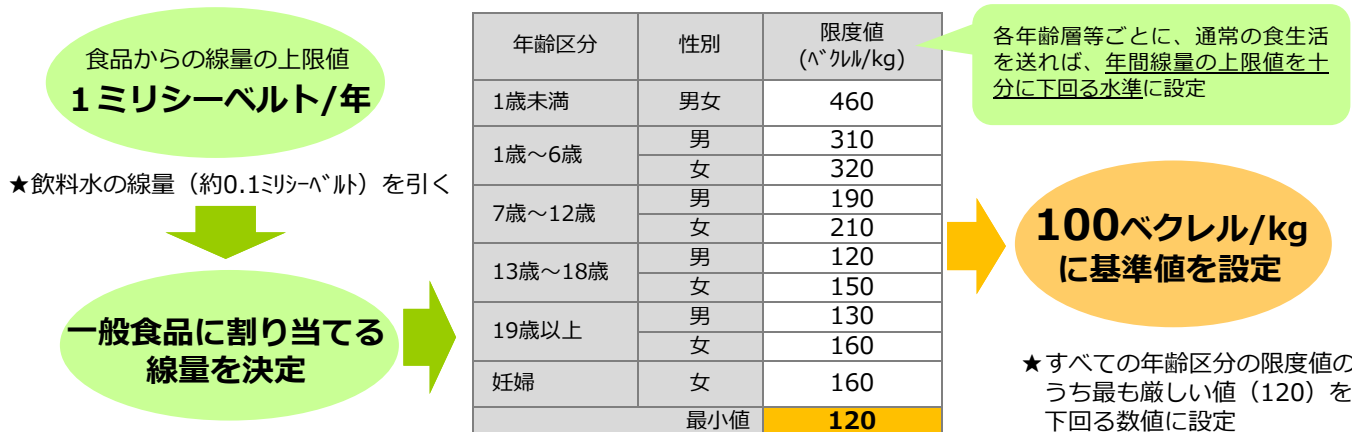 食品からの線量の上限値
1ミリシーベルト/年
★飲料水の線量（約0.1ﾐﾘｼｰﾍﾞﾙﾄ）を引く
一般食品に割り当てる
線量を決定
年齢区分 性別 限度値
(ﾍﾞｸﾚﾙ/kg)
1歳未満 男女 460
1歳～6歳 男 310
女 320
7歳～12歳 男 190
女 210
13歳～18歳 男 120
女 150
19歳以上 男 130
女 160
妊婦 女 160
最小値 120
各年齢層等ごとに、通常の食生活
を送れば、年間線量の上限値を十
分に下回る水準に設定
100ベクレル/kg
に基準値を設定
★すべての年齢区分の限度値の
うち最も厳しい値（120）を
下回る数値に設定